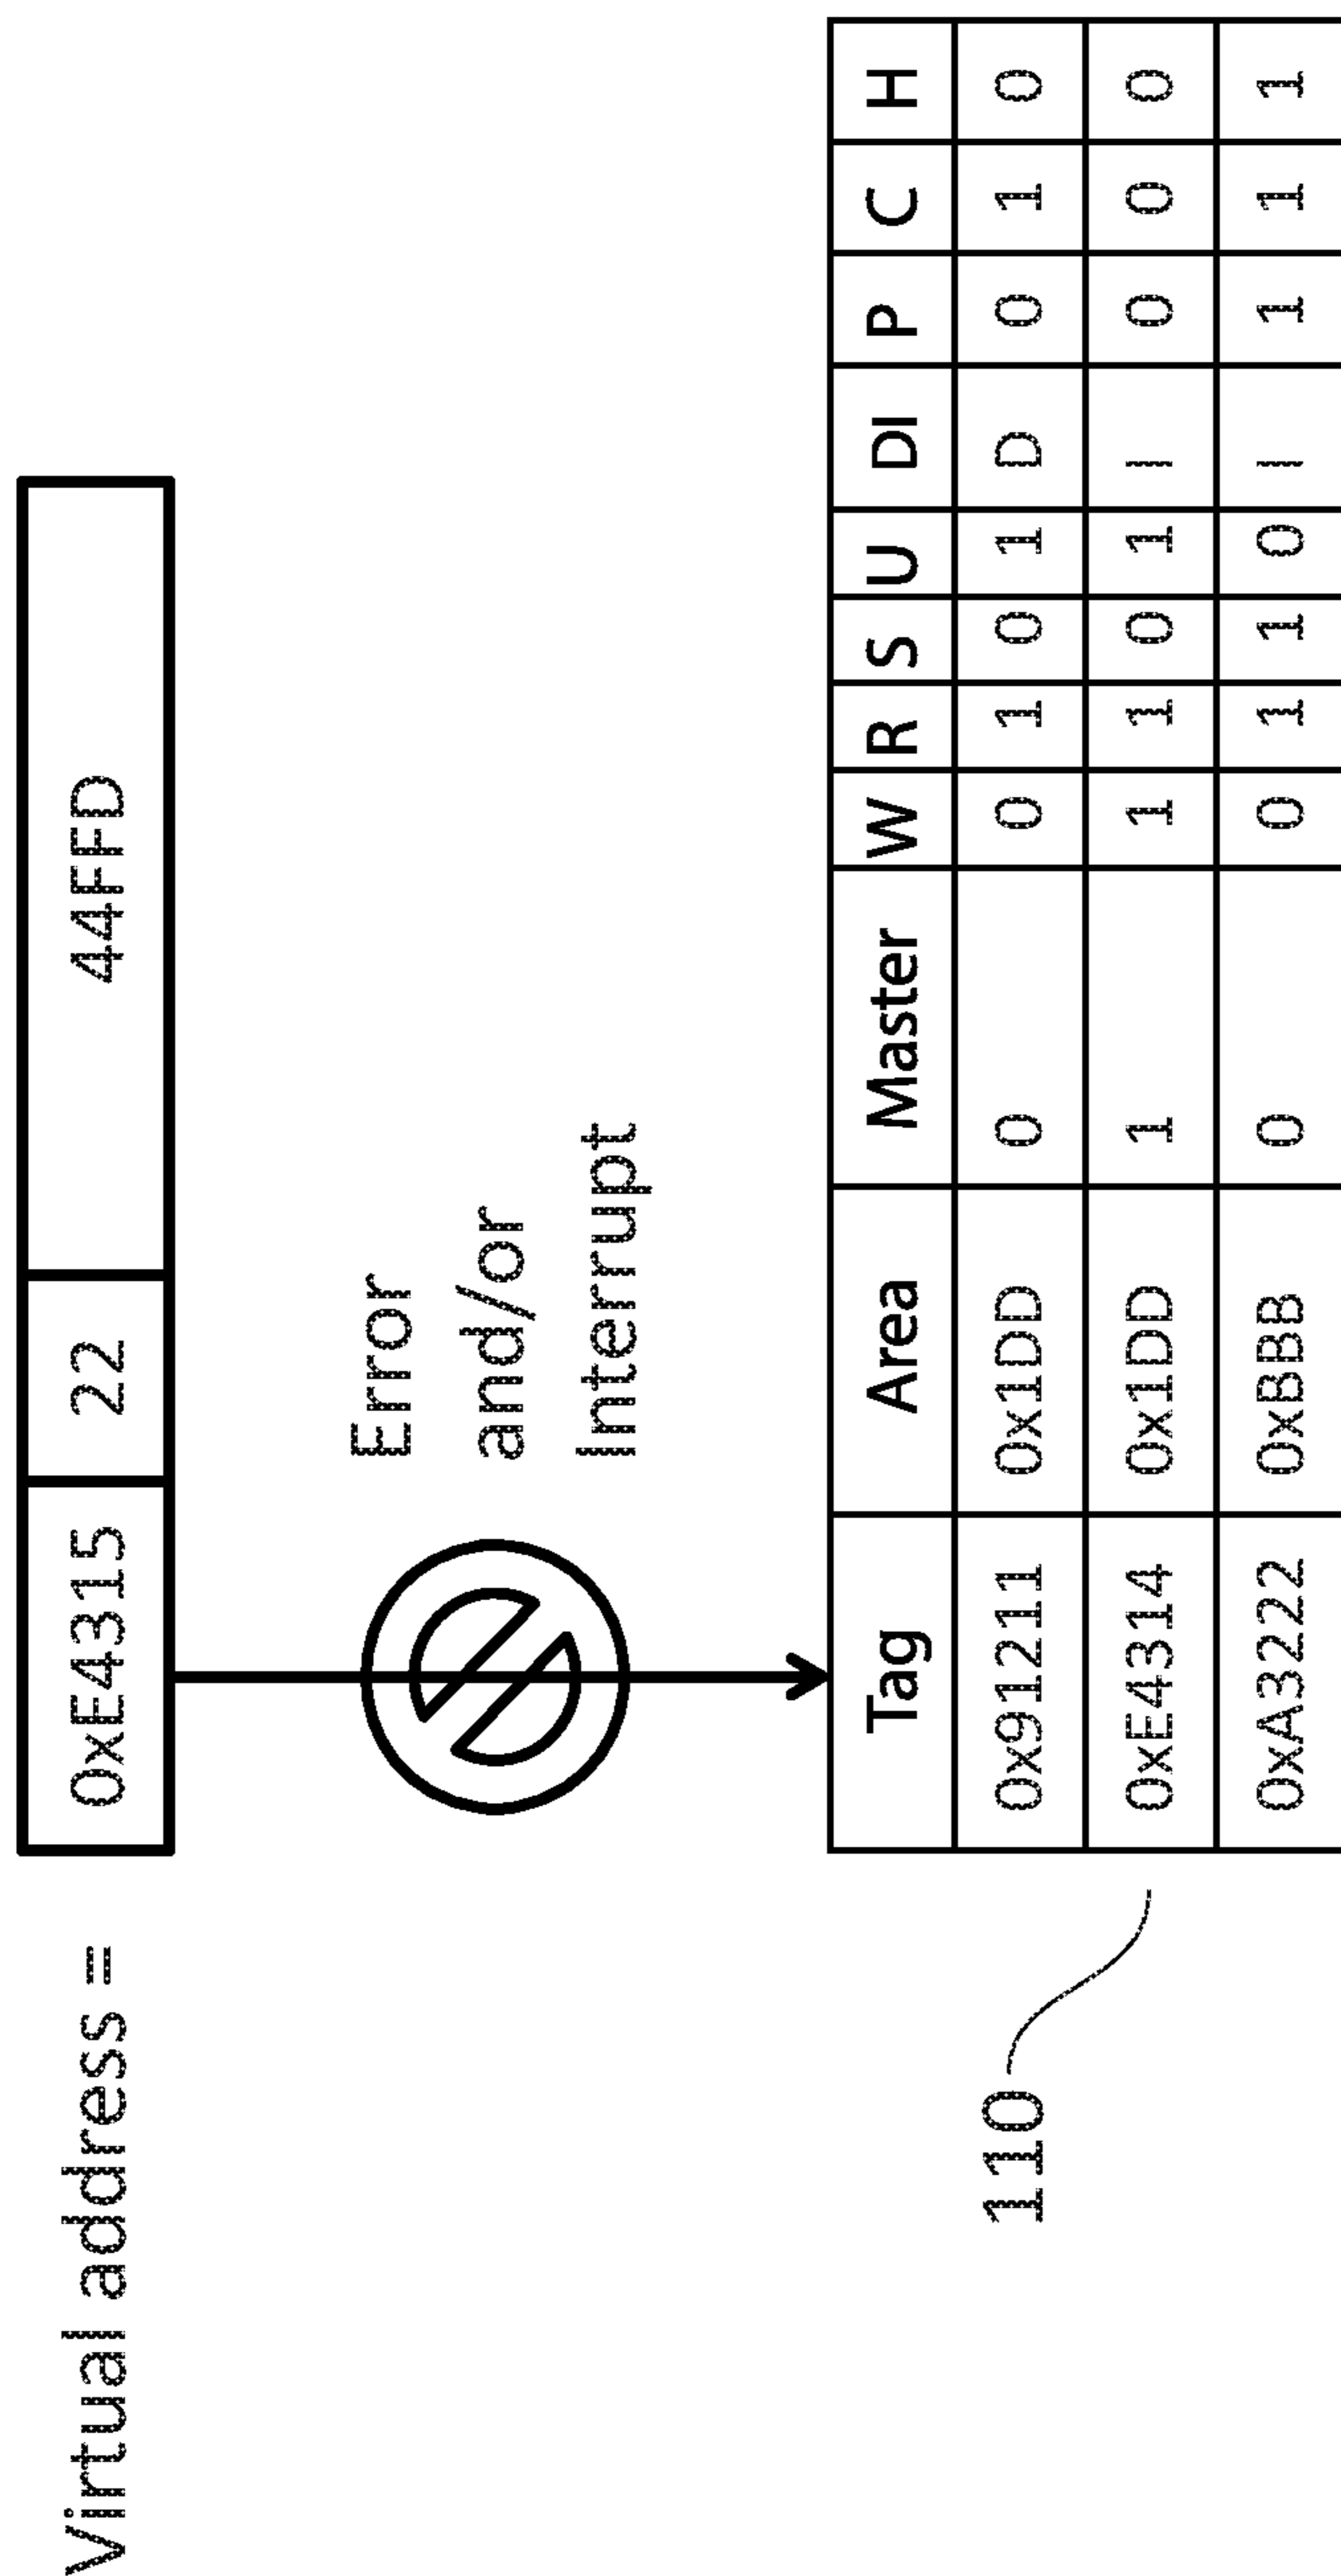 Virtual address = 0xE4315 22 44FFD
Error
and/or
Interrupt
Tag Area Master W R S U DI P C H
0x91211 0x1DD 0 0 1 0 1 D 0 1 0
0xE4314 0x1DD 1 1 1 0 1 I 0 0 0
0xA3222 0xBBB 0 0 1 1 0 I 1 1 1
110